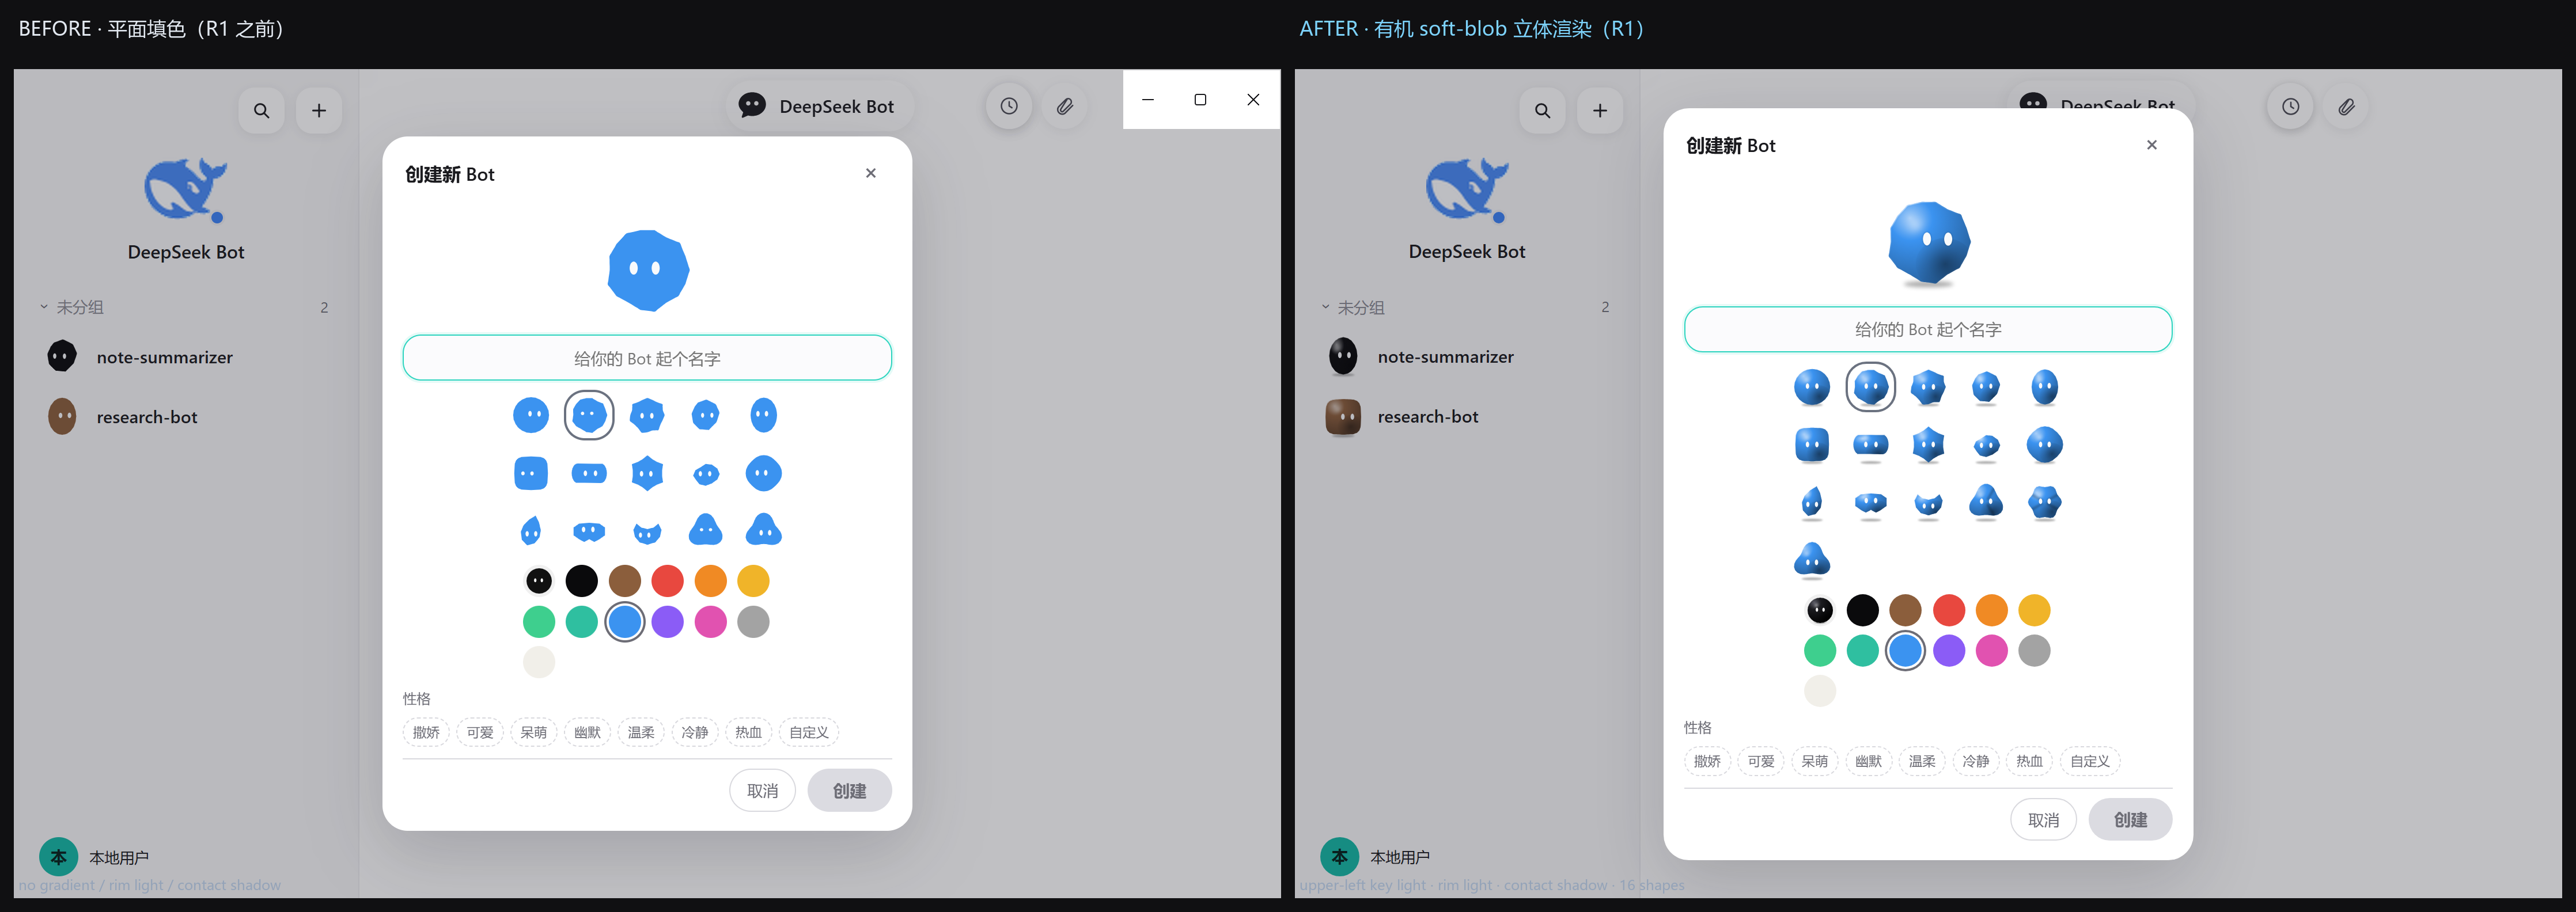 BEFORE · 平面填色（R1 之前）
DeepSeek Bot
DeepSeek Bot
未分组 2
note-summarizer
research-bot
本 本地用户
no gradient / rim light / contact shadow
创建新 Bot
给你的 Bot 起个名字
性格
撒娇 可爱 呆萌 幽默 温柔 冷静 热血 自定义
取消 创建
AFTER · 有机 soft-blob 立体渲染（R1）
DeepSeek Bot
DeepSeek Bot
未分组 2
note-summarizer
research-bot
本 本地用户
upper-left key light · rim light · contact shadow · 16 shapes
创建新 Bot
给你的 Bot 起个名字
性格
撒娇 可爱 呆萌 幽默 温柔 冷静 热血 自定义
取消 创建